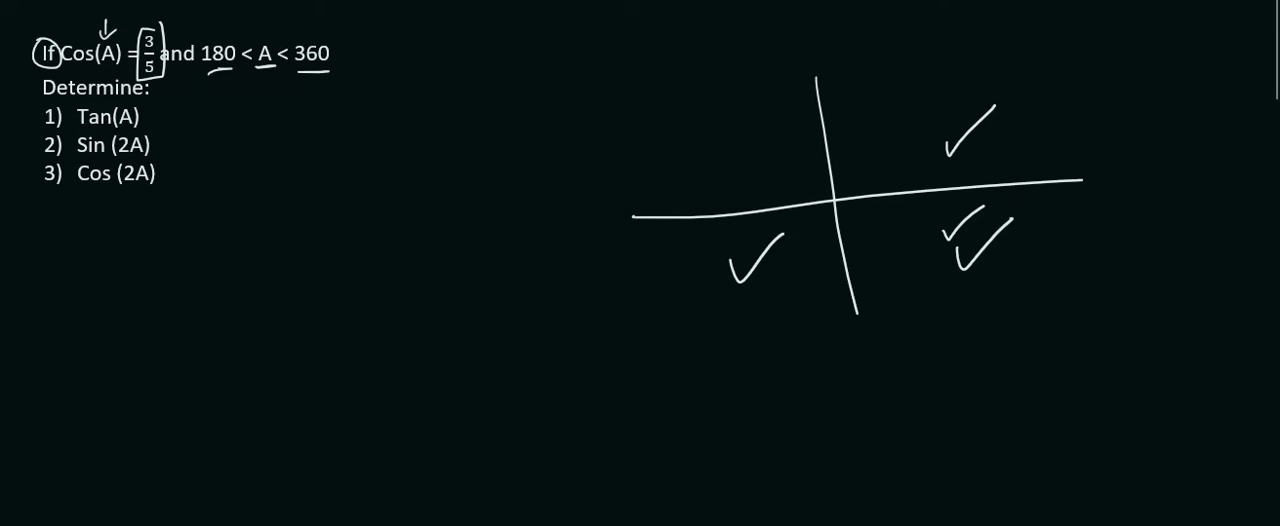 If Cos(A) = 3/5 and 180 < A < 360
Determine:
1) Tan(A)
2) Sin (2A)
3) Cos (2A)